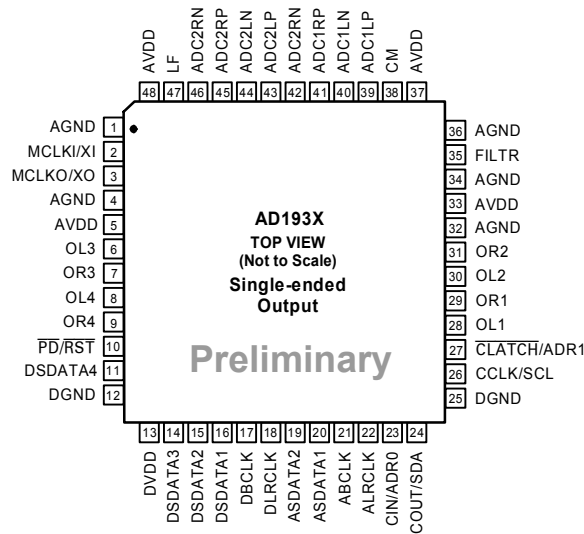 AVDD
LF
ADC2RN
ADC2RP
ADC2LN
ADC2LP
ADC2RN
ADC1RP
ADC1LN
ADC1LP
CM
AVDD
48 47 46 45 44 43 42 41 40 39 38 37
AGND 1
MCLKI/XI 2
MCLKO/XO 3
AGND 4
AVDD 5
OL3 6
OR3 7
OL4 8
OR4 9
PD/RST 10
DSDATA4 11
DGND 12
AD193X
TOP VIEW
(Not to Scale)
Single-ended
Output
Preliminary
36 AGND
35 FILTR
34 AGND
33 AVDD
32 AGND
31 OR2
30 OL2
29 OR1
28 OL1
27 CLATCH/ADR1
26 CCLK/SCL
25 DGND
13 14 15 16 17 18 19 20 21 22 23 24
DVDD
DSDATA3
DSDATA2
DSDATA1
DBCLK
DLRCLK
ASDATA2
ASDATA1
ABCLK
ALRCLK
CIN/ADR0
COUT/SDA